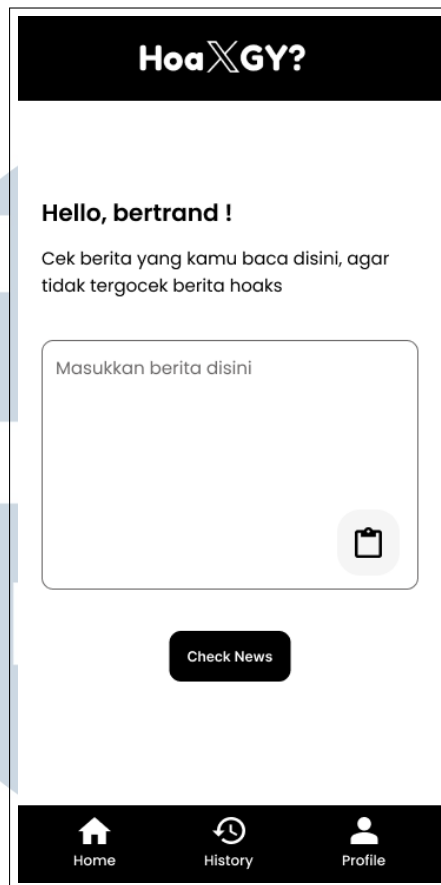 Hoa𝕏GY?
Hello, bertrand !
Cek berita yang kamu baca disini, agar
tidak tergocek berita hoaks
Masukkan berita disini
Check News
Home
History
Profile